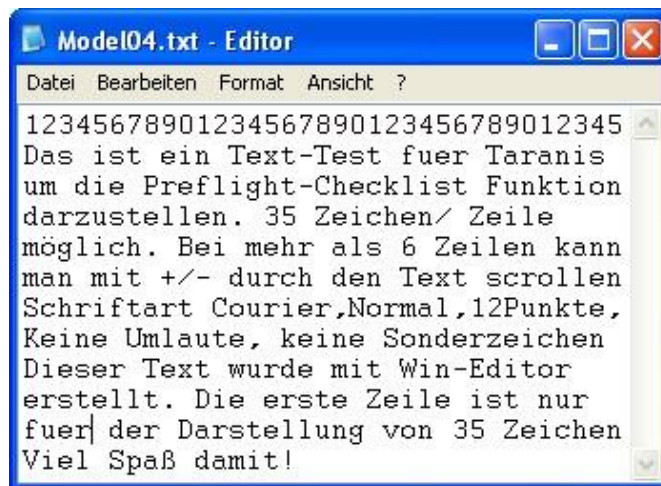 Model04.txt - Editor
Datei Bearbeiten Format Ansicht ?
12345678901234567890123456789012345
Das ist ein Text-Test fuer Taranis
um die Preflight-Checklist Funktion
darzustellen. 35 Zeichen/ Zeile
möglich. Bei mehr als 6 Zeilen kann
man mit +/- durch den Text scrollen
Schriftart Courier,Normal,12Punkte,
Keine Umlaute, keine Sonderzeichen
Dieser Text wurde mit Win-Editor
erstellt. Die erste Zeile ist nur
fuer der Darstellung von 35 Zeichen
Viel Spaß damit!